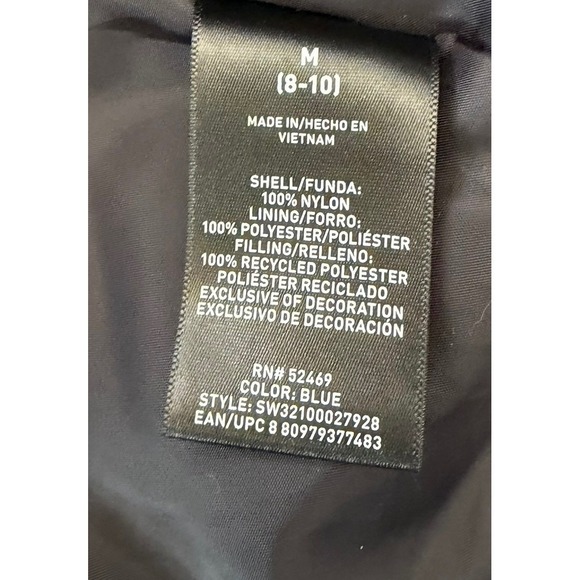 M
(8-10)
MADE IN/HECHO EN
VIETNAM
SHELL/FUNDA:
100% NYLON
LINING/FORRO:
100% POLYESTER/POLIÉSTER
FILLING/RELLENO:
100% RECYCLED POLYESTER
POLIÉSTER RECICLADO
EXCLUSIVE OF DECORATION
EXCLUSIVO DE DECORACIÓN
RN# 52469
COLOR: BLUE
STYLE: SW32100027928
EAN/UPC 8 80979377483